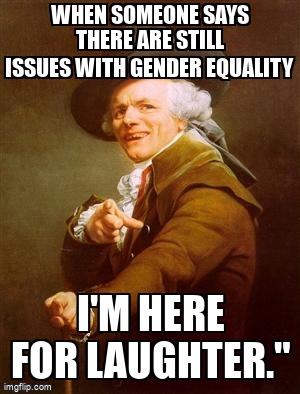 WHEN SOMEONE SAYS
THERE ARE STILL
ISSUES WITH GENDER EQUALITY
I'M HERE
FOR LAUGHTER."
imgflip.com